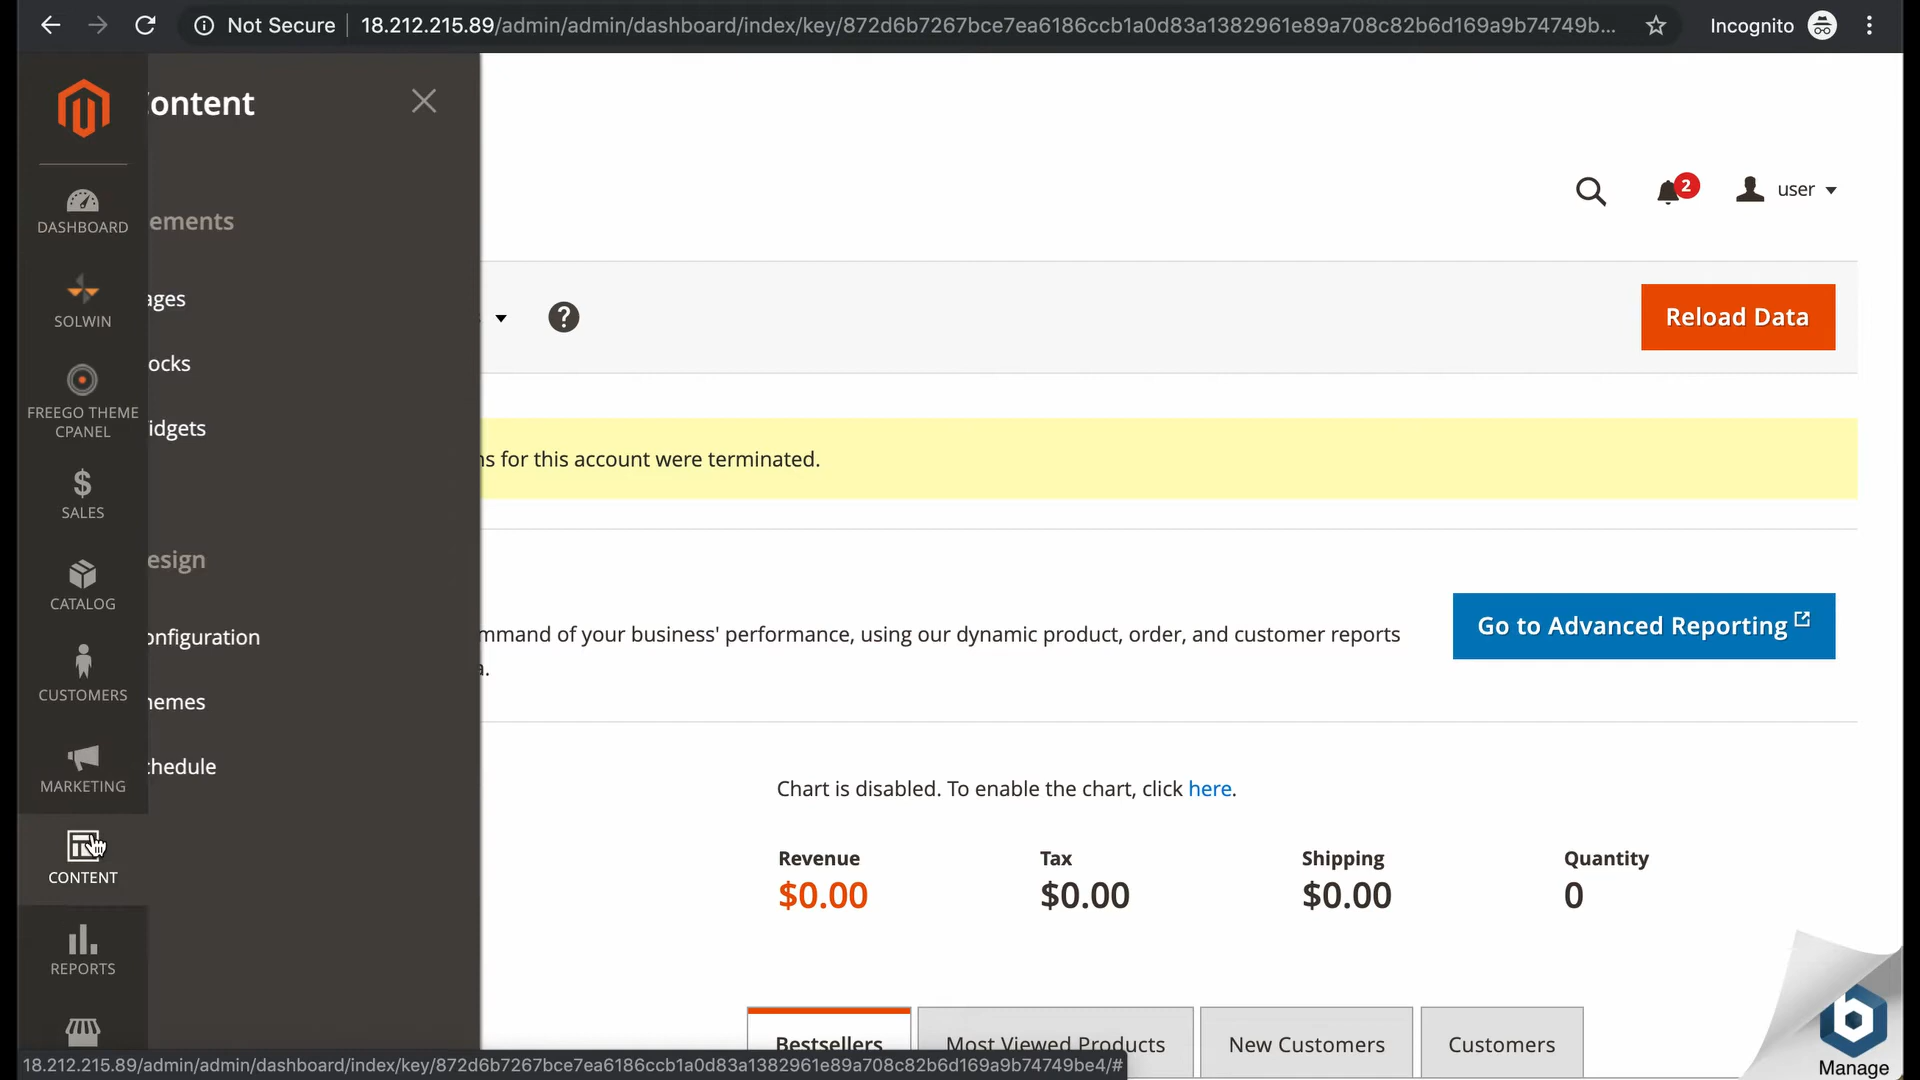 Not Secure
18.212.215.89/admin/admin/dashboard/index/key/872d6b7267bce7ea6186ccb1a0d83a1382961e89a708c82b6d169a9b74749b...
Incognito
ontent
DASHBOARD
ements
2
user
SOLWIN
ages
?
Reload Data
FREEGO THEME
CPANEL
ocks
idgets
ns for this account were terminated.
$
SALES
esign
CATALOG
onfiguration
mmand of your business' performance, using our dynamic product, order, and customer reports
a.
Go to Advanced Reporting
CUSTOMERS
hemes
MARKETING
chedule
Chart is disabled. To enable the chart, click here.
CONTENT
Revenue
Tax
Shipping
Quantity
$0.00
$0.00
$0.00
0
REPORTS
Bestsellers
Most Viewed Products
New Customers
Customers
b
Manage
18.212.215.89/admin/admin/dashboard/index/key/872d6b7267bce7ea6186ccb1a0d83a1382961e89a708c82b6d169a9b74749be4/#